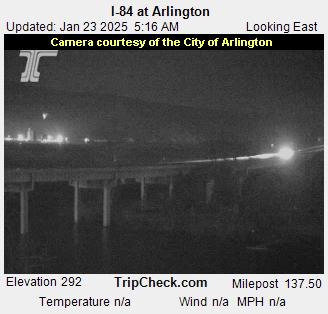 I-84 at Arlington
Updated: Jan 23 2025 5:16 AM Looking East
Camera courtesy of the City of Arlington
Elevation 292 TripCheck.com Milepost 137.50
Temperature n/a Wind n/a MPH n/a